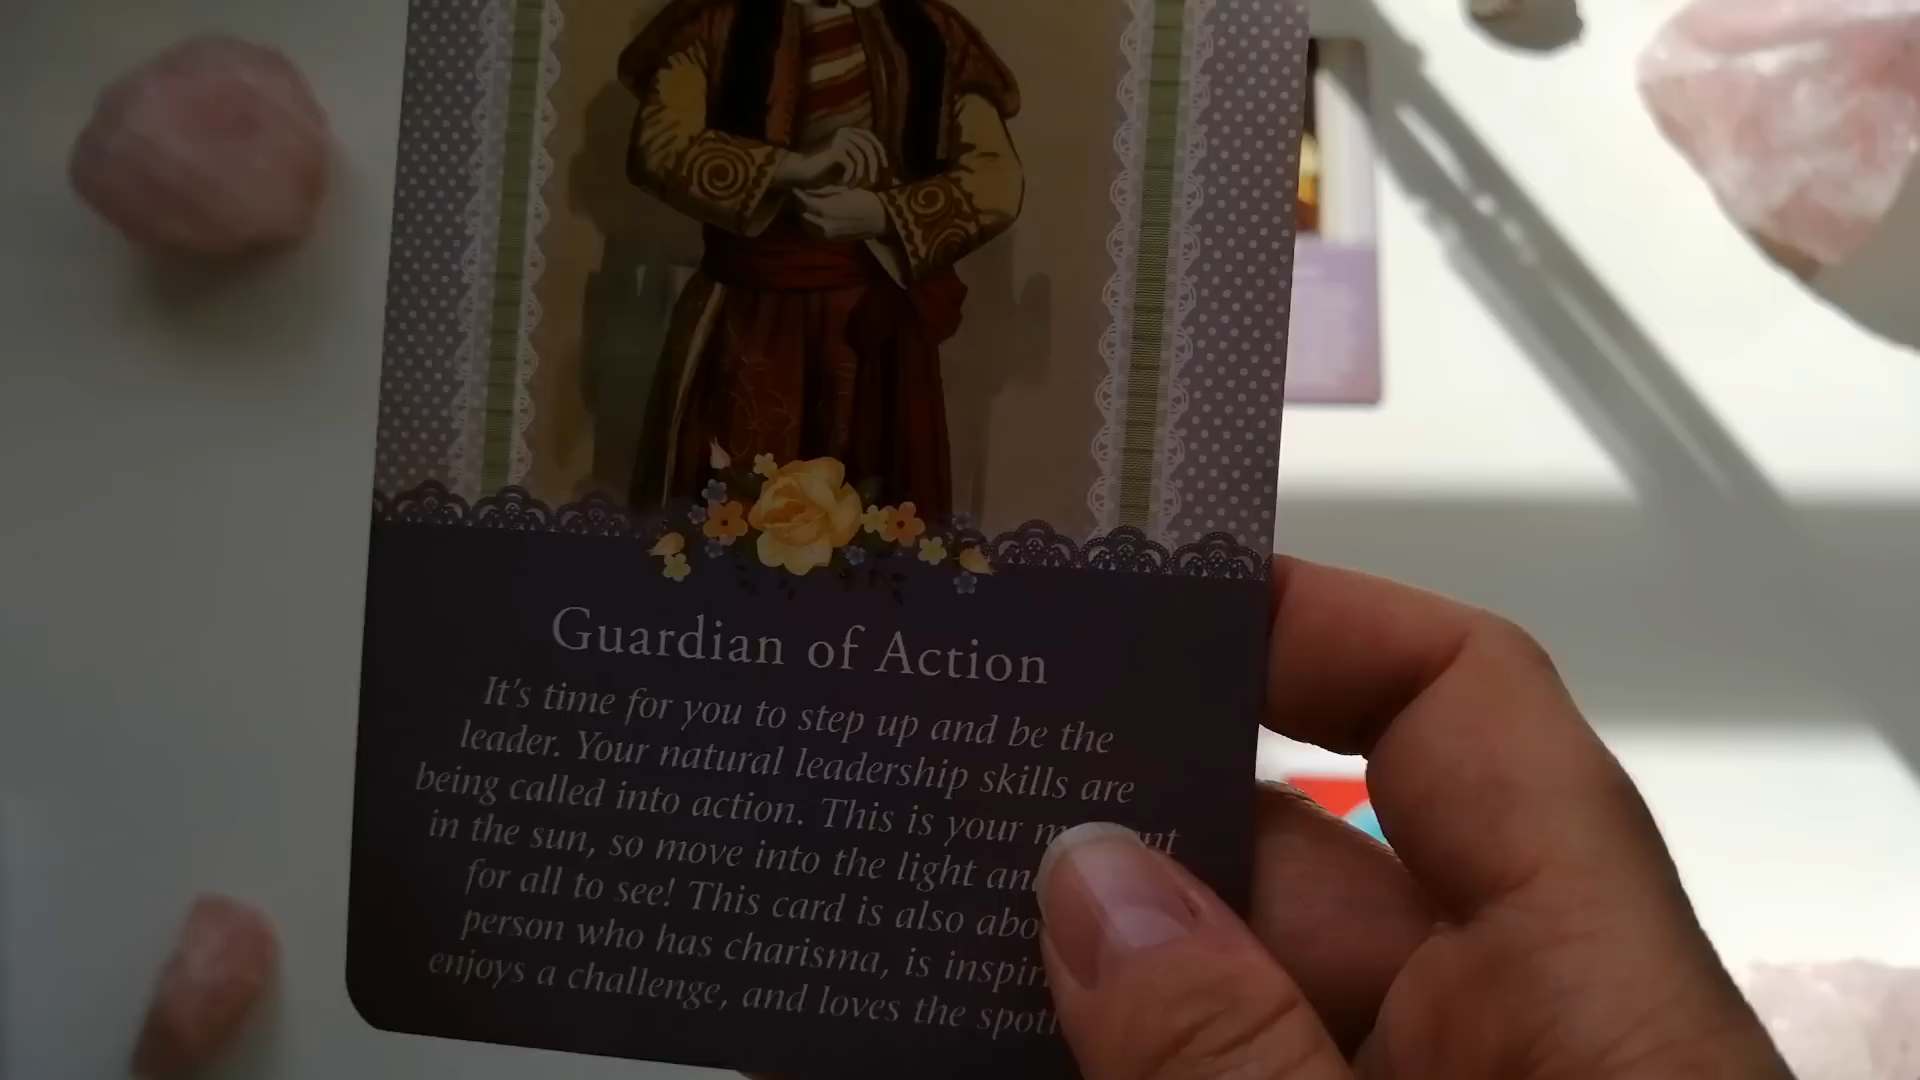 Guardian of Action
It's time for you to step up and be the
leader. Your natural leadership skills are
being called into action. This is your
in the sun, so move into the light
for all to see! This card is also
person who has charisma, is
enjoys a challenge, and loves the